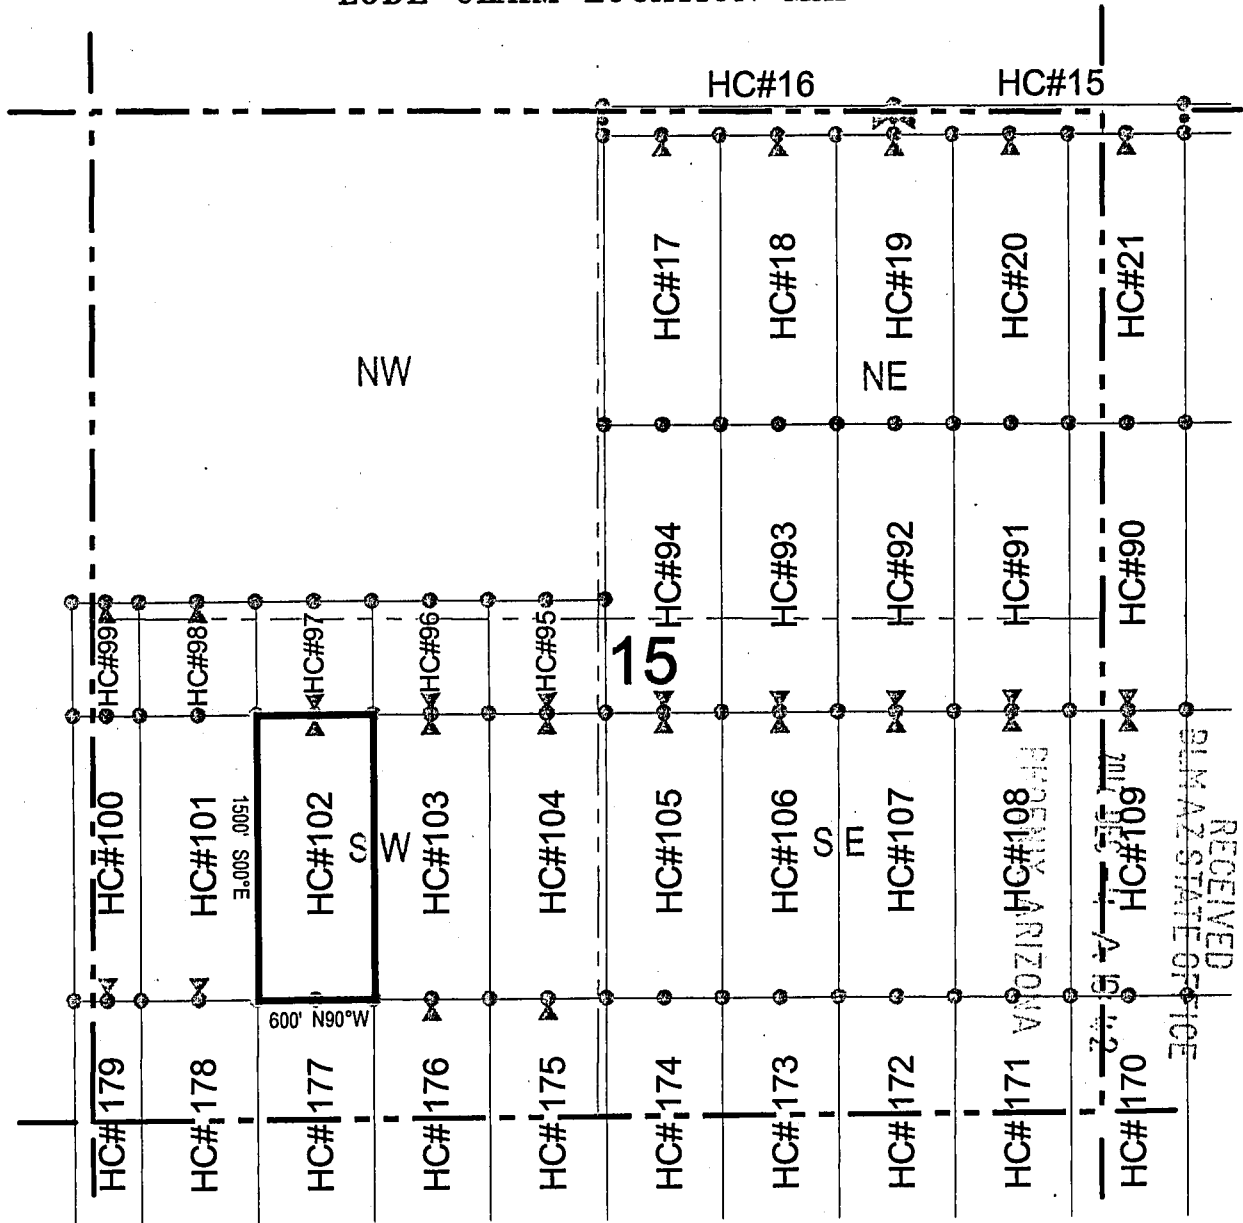 HC#16 HC#15
HC#17 HC#18 HC#19 HC#20 HC#21
NW NE
HC#94 HC#93 HC#92 HC#91 HC#90
HC#99 HC#98 HC#97 HC#96 HC#95
15
HC#100 HC#101 HC#102 HC#103 HC#104 HC#105 HC#106 HC#107 HC#108 HC#109
1500' S00°E
SW SE
600' N90°W
HC# 179 HC# 178 HC# 177 HC# 176 HC# 175 HC# 174 HC# 173 HC# 172 HC# 171 HC# 170
RECEIVED
BLM AZ STATE OFFICE
PHOENIX, ARIZONA